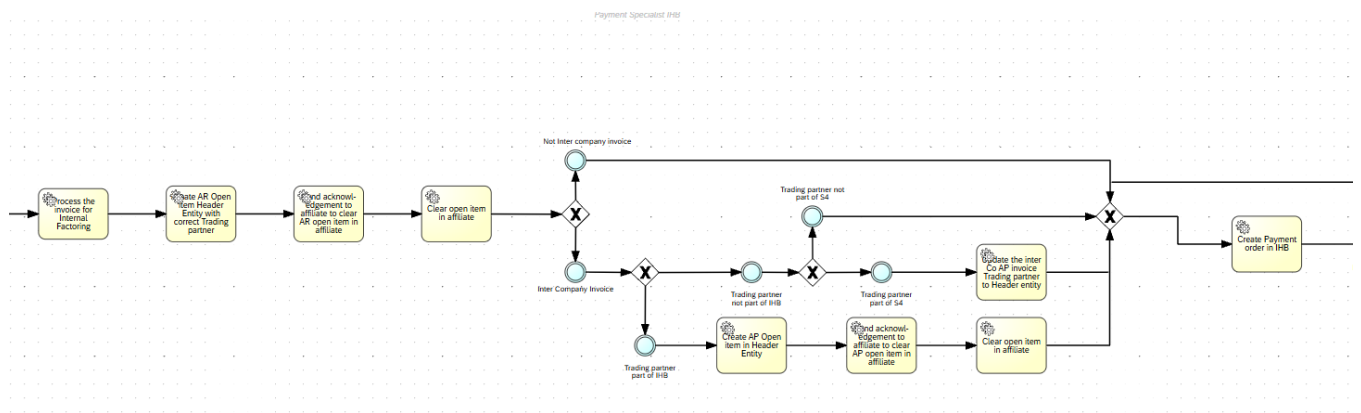 Payment Specialist IHB
Not Inter company invoice
Trading partner not
part of S4
Process the
invoice for
Internal
Factoring
AR Open
Item Header
Entity with
correct Trading
partner
acknowl-
edgement to
affiliate to clear
AR open item in
affiliate
Clear open item
in affiliate
X
X
X
X
Inter Company Invoice
Trading partner
not part of IHB
Trading partner
part of S4
the inter
Co AP invoice
Trading partner
to Header entity
Create Payment
order in IHB
Trading partner
part of IHB
Create AP Open
item in Header
Entity
acknowl-
edgement to
affiliate to clear
AP open item in
affiliate
Clear open item
in affiliate